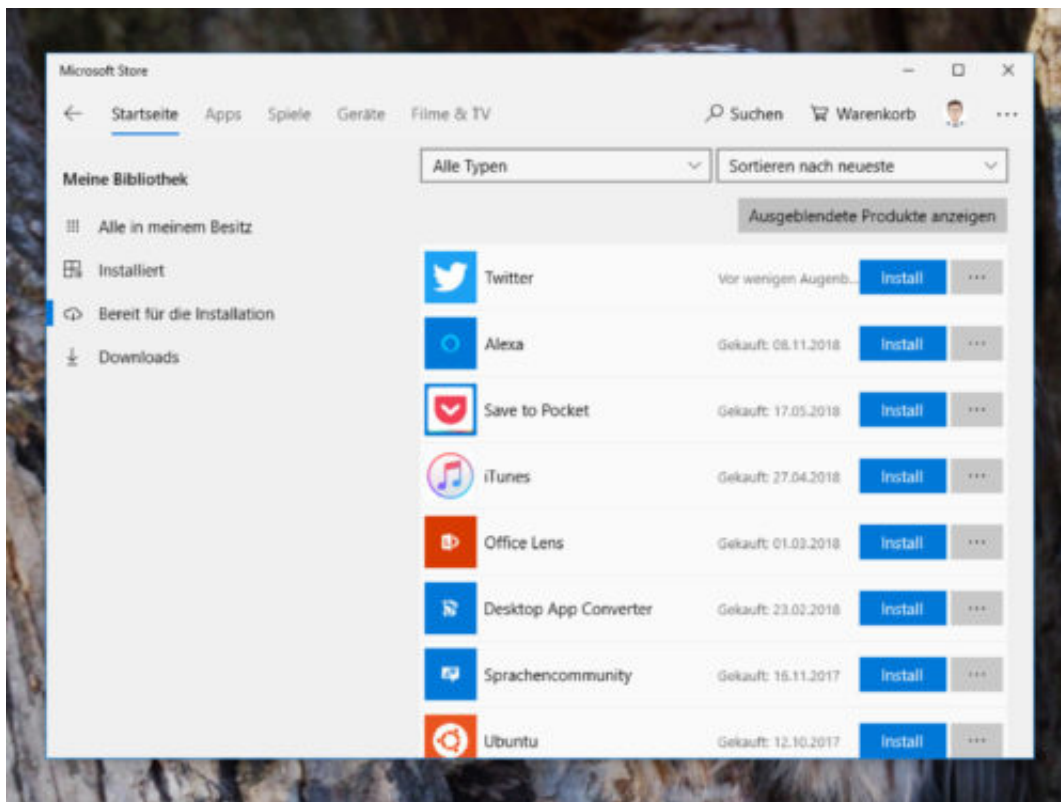 Microsoft Store
Startseite Apps Spiele Geräte Filme & TV Suchen Warenkorb
Meine Bibliothek
Alle in meinem Besitz
Installiert
Bereit für die Installation
Downloads
Alle Typen Sortieren nach neueste
Ausgeblendete Produkte anzeigen
Twitter Vor wenigen Augenb... Install
Alexa Gekauft: 08.11.2018 Install
Save to Pocket Gekauft: 17.05.2018 Install
iTunes Gekauft: 27.04.2018 Install
Office Lens Gekauft: 01.03.2018 Install
Desktop App Converter Gekauft: 23.02.2018 Install
Sprachencommunity Gekauft: 16.11.2017 Install
Ubuntu Gekauft: 12.10.2017 Install